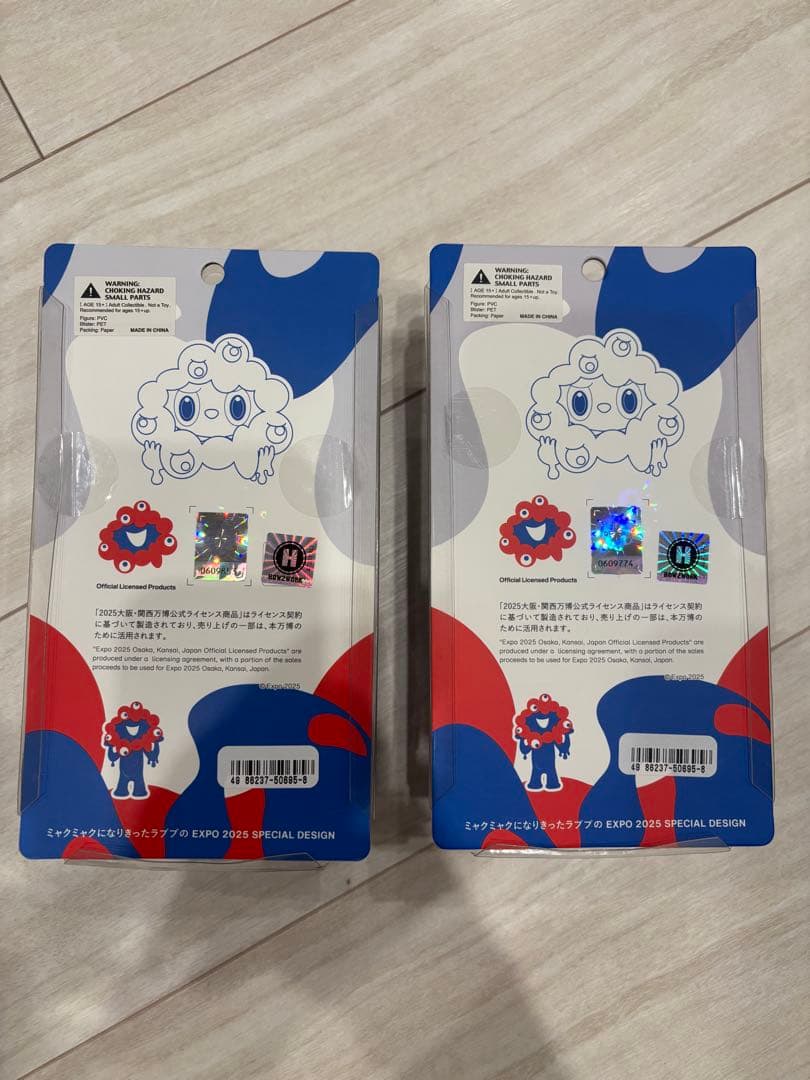 WARNING:
CHOKING HAZARD
SMALL PARTS
[ AGE 15+ ] Adult Collectible . Not a Toy.
Recommended for ages 15+up.
Figure: PVC
Blister: PET
Packing: Paper
MADE IN CHINA
HOW2WORK
Official Licensed Products
「2025大阪・関西万博公式ライセンス商品」はライセンス契約
に基づいて製造されており、売り上げの一部は、本万博の
ために活用されます。
"Expo 2025 Osaka, Kansai, Japan Official Licensed Products" are
produced under a licensing agreement, with a portion of the sales
proceeds to be used for Expo 2025 Osaka, Kansai, Japan.
© Expo 2025
49 86237-50695-8
ミャクミャクになりきったラブブの EXPO 2025 SPECIAL DESIGN
WARNING:
CHOKING HAZARD
SMALL PARTS
[ AGE 15+ ] Adult Collectible . Not a Toy.
Recommended for ages 15+up.
Figure: PVC
Blister: PET
Packing: Paper
MADE IN CHINA
0609774
HOW2WORK
Official Licensed Products
「2025大阪・関西万博公式ライセンス商品」はライセンス契約
に基づいて製造されており、売り上げの一部は、本万博の
ために活用されます。
"Expo 2025 Osaka, Kansai, Japan Official Licensed Products" are
produced under a licensing agreement, with a portion of the sales
proceeds to be used for Expo 2025 Osaka, Kansai, Japan.
© Expo 2025
49 86237-50695-8
ミャクミャクになりきったラブブの EXPO 2025 SPECIAL DESIGN